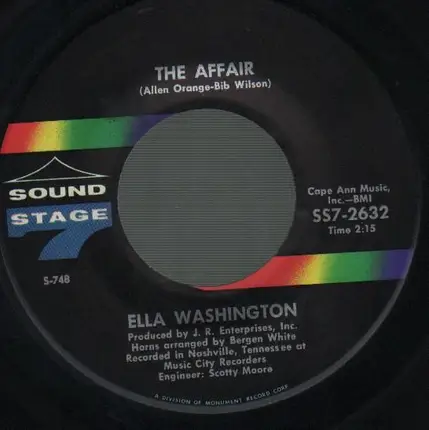 THE AFFAIR
(Allen Orange-Bib Wilson)
SOUND
STAGE
7
S-748
Cape Ann Music,
Inc.—BMI
SS7-2632
Time 2:15
ELLA WASHINGTON
Produced by J. R. Enterprises, Inc.
Horns arranged by Bergen White
Recorded in Nashville, Tennessee at
Music City Recorders
Engineer: Scotty Moore
A DIVISION OF MONUMENT RECORD CORP.